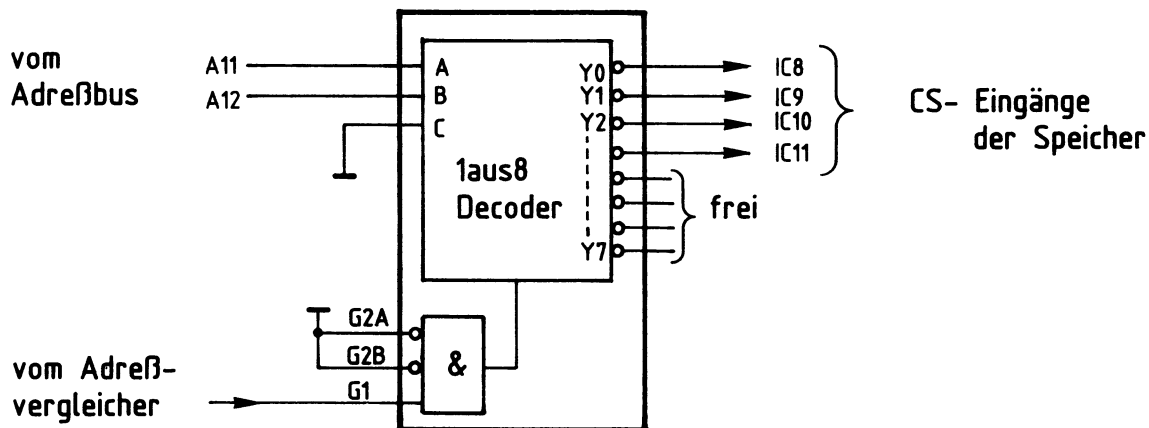 vom
Adreßbus
A11
A12
A
B
C
1aus8
Decoder
Y0
Y1
Y2
Y7
IC8
IC9
IC10
IC11
frei
CS- Eingänge
der Speicher
G2A
G2B
G1
&
vom Adreß-
vergleicher